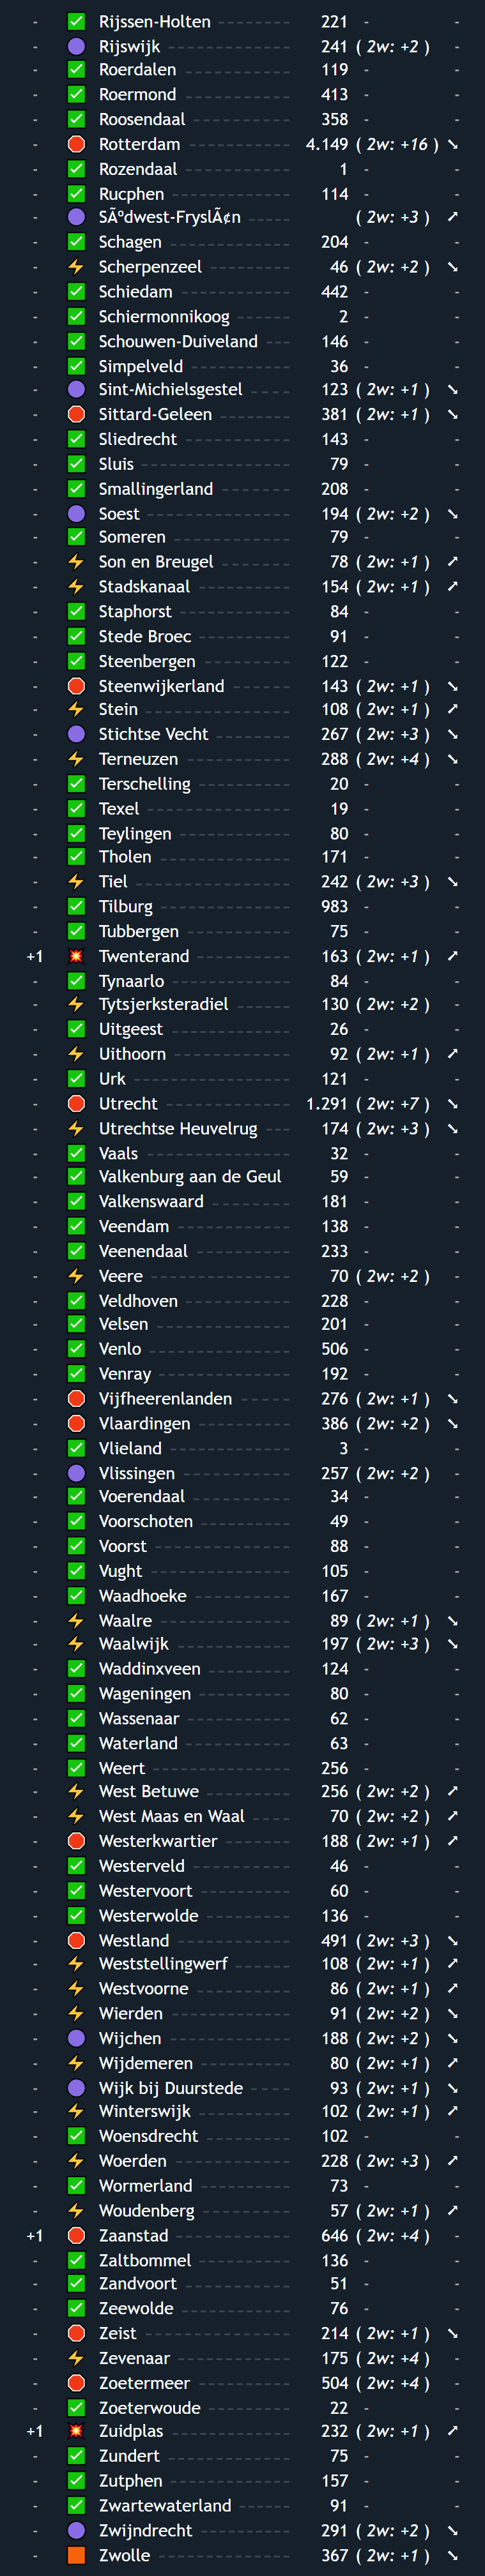 - Rijssen-Holten 221 - -
- Rijswijk 241 ( 2w: +2 ) -
- Roerdalen 119 - -
- Roermond 413 - -
- Roosendaal 358 - -
- Rotterdam 4.149 ( 2w: +16 ) ↘
- Rozendaal 1 - -
- Rucphen 114 - -
- SÃºdwest-FryslÃ¢n ( 2w: +3 ) ↗
- Schagen 204 - -
- Scherpenzeel 46 ( 2w: +2 ) ↘
- Schiedam 442 - -
- Schiermonnikoog 2 - -
- Schouwen-Duiveland 146 - -
- Simpelveld 36 - -
- Sint-Michielsgestel 123 ( 2w: +1 ) ↘
- Sittard-Geleen 381 ( 2w: +1 ) ↘
- Sliedrecht 143 - -
- Sluis 79 - -
- Smallingerland 208 - -
- Soest 194 ( 2w: +2 ) ↘
- Someren 79 - -
- Son en Breugel 78 ( 2w: +1 ) ↗
- Stadskanaal 154 ( 2w: +1 ) ↗
- Staphorst 84 - -
- Stede Broec 91 - -
- Steenbergen 122 - -
- Steenwijkerland 143 ( 2w: +1 ) ↘
- Stein 108 ( 2w: +1 ) ↗
- Stichtse Vecht 267 ( 2w: +3 ) ↘
- Terneuzen 288 ( 2w: +4 ) ↘
- Terschelling 20 - -
- Texel 19 - -
- Teylingen 80 - -
- Tholen 171 - -
- Tiel 242 ( 2w: +3 ) ↘
- Tilburg 983 - -
- Tubbergen 75 - -
+1 Twenterand 163 ( 2w: +1 ) ↗
- Tynaarlo 84 - -
- Tytsjerksteradiel 130 ( 2w: +2 ) -
- Uitgeest 26 - -
- Uithoorn 92 ( 2w: +1 ) ↗
- Urk 121 - -
- Utrecht 1.291 ( 2w: +7 ) ↘
- Utrechtse Heuvelrug 174 ( 2w: +3 ) ↘
- Vaals 32 - -
- Valkenburg aan de Geul 59 - -
- Valkenswaard 181 - -
- Veendam 138 - -
- Veenendaal 233 - -
- Veere 70 ( 2w: +2 ) -
- Veldhoven 228 - -
- Velsen 201 - -
- Venlo 506 - -
- Venray 192 - -
- Vijfheerenlanden 276 ( 2w: +1 ) ↘
- Vlaardingen 386 ( 2w: +2 ) ↘
- Vlieland 3 - -
- Vlissingen 257 ( 2w: +2 ) -
- Voerendaal 34 - -
- Voorschoten 49 - -
- Voorst 88 - -
- Vught 105 - -
- Waadhoeke 167 - -
- Waalre 89 ( 2w: +1 ) ↘
- Waalwijk 197 ( 2w: +3 ) ↘
- Waddinxveen 124 - -
- Wageningen 80 - -
- Wassenaar 62 - -
- Waterland 63 - -
- Weert 256 - -
- West Betuwe 256 ( 2w: +2 ) ↗
- West Maas en Waal 70 ( 2w: +2 ) ↗
- Westerkwartier 188 ( 2w: +1 ) ↗
- Westerveld 46 - -
- Westervoort 60 - -
- Westerwolde 136 - -
- Westland 491 ( 2w: +3 ) ↘
- Weststellingwerf 108 ( 2w: +1 ) ↗
- Westvoorne 86 ( 2w: +1 ) ↗
- Wierden 91 ( 2w: +2 ) ↘
- Wijchen 188 ( 2w: +2 ) ↘
- Wijdemeren 80 ( 2w: +1 ) ↗
- Wijk bij Duurstede 93 ( 2w: +1 ) ↘
- Winterswijk 102 ( 2w: +1 ) ↗
- Woensdrecht 102 - -
- Woerden 228 ( 2w: +3 ) ↗
- Wormerland 73 - -
- Woudenberg 57 ( 2w: +1 ) ↗
+1 Zaanstad 646 ( 2w: +4 ) -
- Zaltbommel 136 - -
- Zandvoort 51 - -
- Zeewolde 76 - -
- Zeist 214 ( 2w: +1 ) ↘
- Zevenaar 175 ( 2w: +4 ) -
- Zoetermeer 504 ( 2w: +4 ) -
- Zoeterwoude 22 - -
+1 Zuidplas 232 ( 2w: +1 ) ↗
- Zundert 75 - -
- Zutphen 157 - -
- Zwartewaterland 91 - -
- Zwijndrecht 291 ( 2w: +2 ) ↘
- Zwolle 367 ( 2w: +1 ) ↘